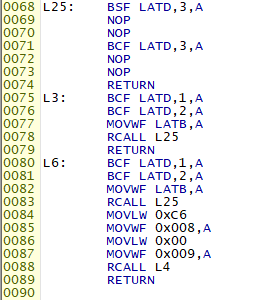 0068 L25: BSF LATD,3,A
0069 NOP
0070 NOP
0071 BCF LATD,3,A
0072 NOP
0073 NOP
0074 RETURN
0075 L3: BCF LATD,1,A
0076 BCF LATD,2,A
0077 MOVWF LATB,A
0078 RCALL L25
0079 RETURN
0080 L6: BCF LATD,1,A
0081 BCF LATD,2,A
0082 MOVWF LATB,A
0083 RCALL L25
0084 MOVLW 0xC6
0085 MOVWF 0x008,A
0086 MOVLW 0x00
0087 MOVWF 0x009,A
0088 RCALL L4
0089 RETURN
0090